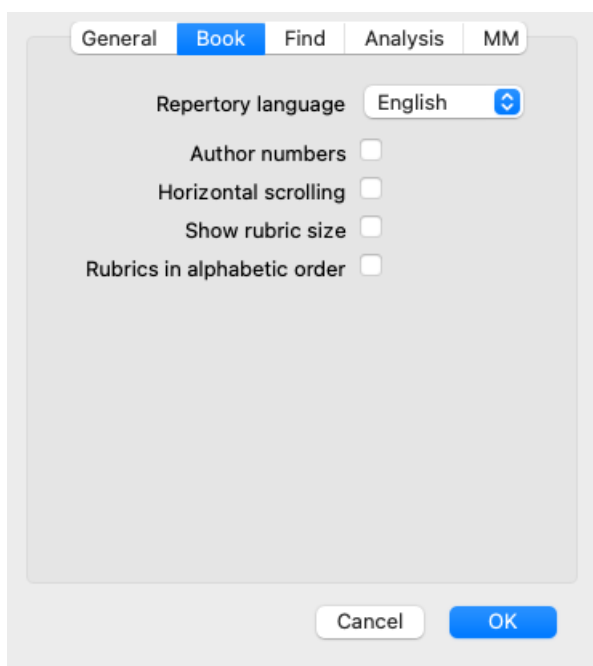 General Book Find Analysis MM
Repertory language English
Author numbers
Horizontal scrolling
Show rubric size
Rubrics in alphabetic order
Cancel OK